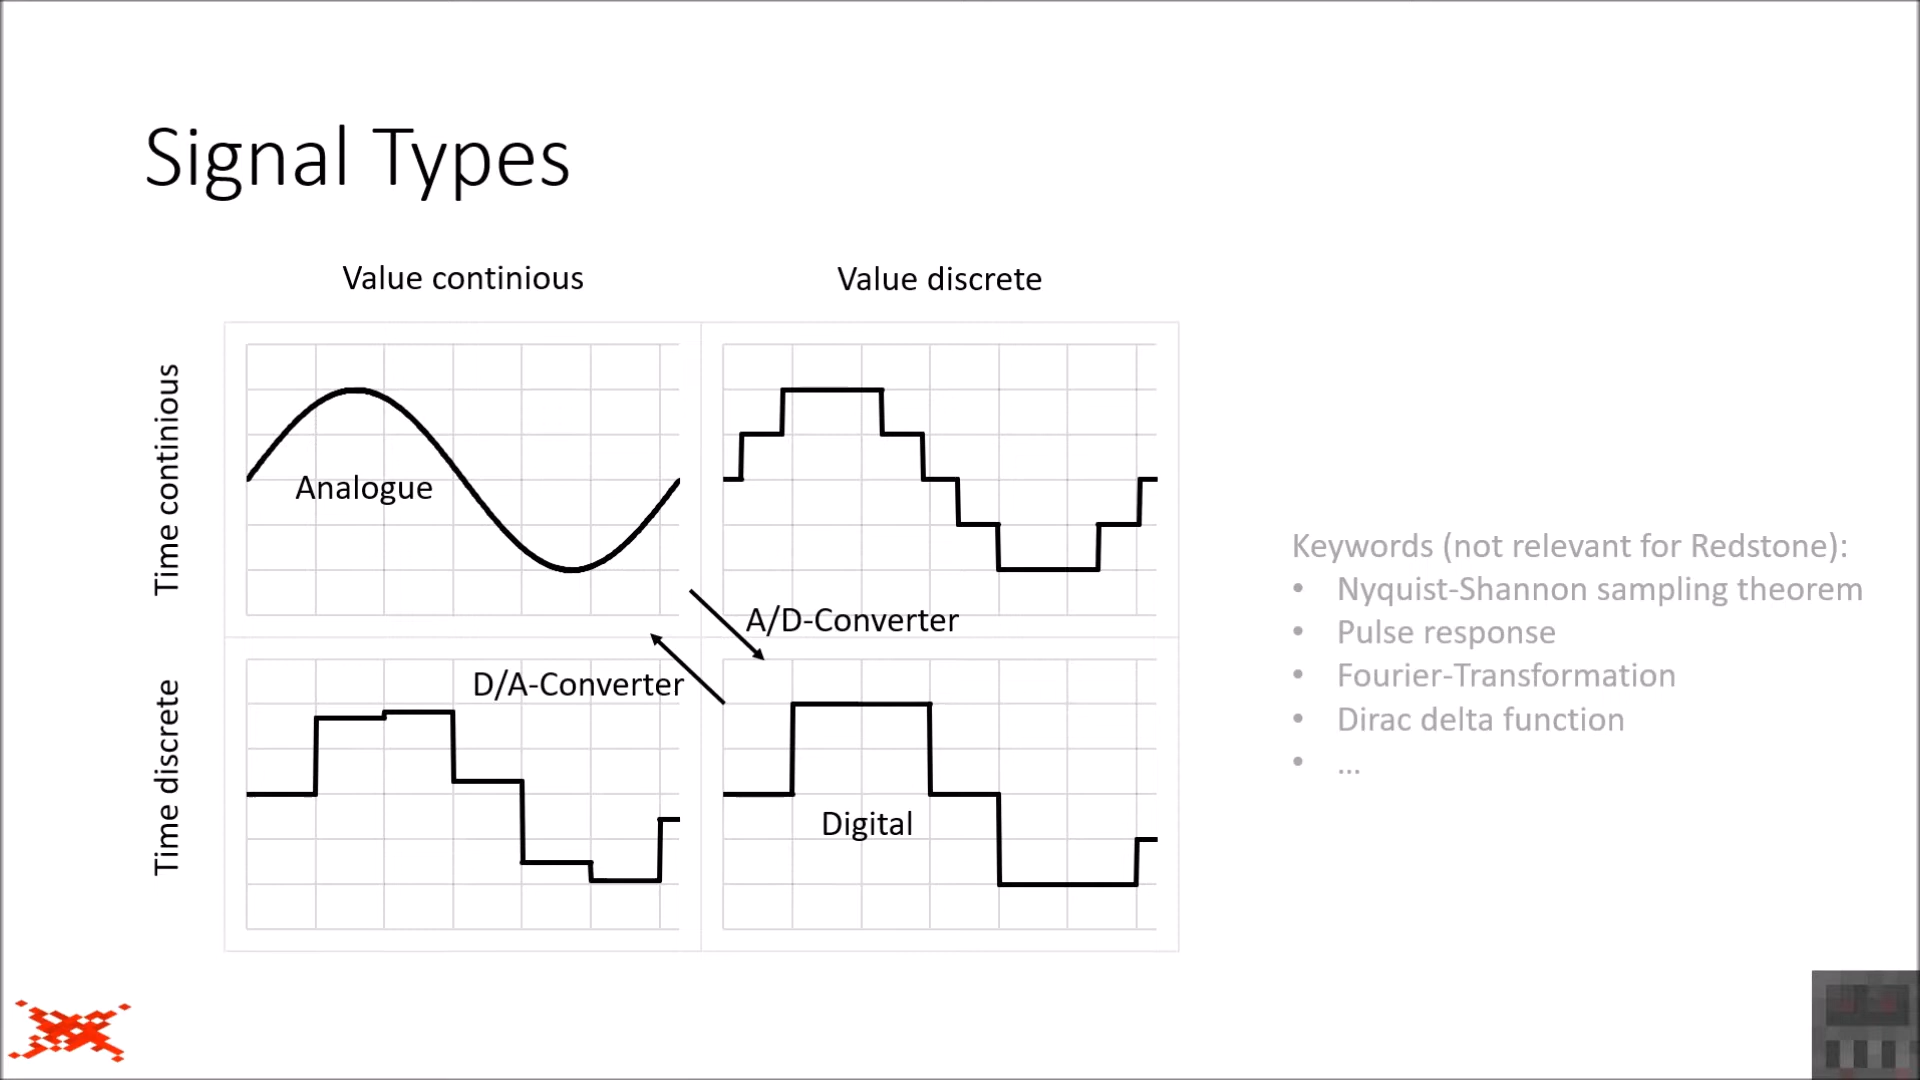 Signal Types
Value continious
Value discrete
Time continious
Analogue
A/D-Converter
D/A-Converter
Time discrete
Digital
Keywords (not relevant for Redstone):
• Nyquist-Shannon sampling theorem
• Pulse response
• Fourier-Transformation
• Dirac delta function
• ...